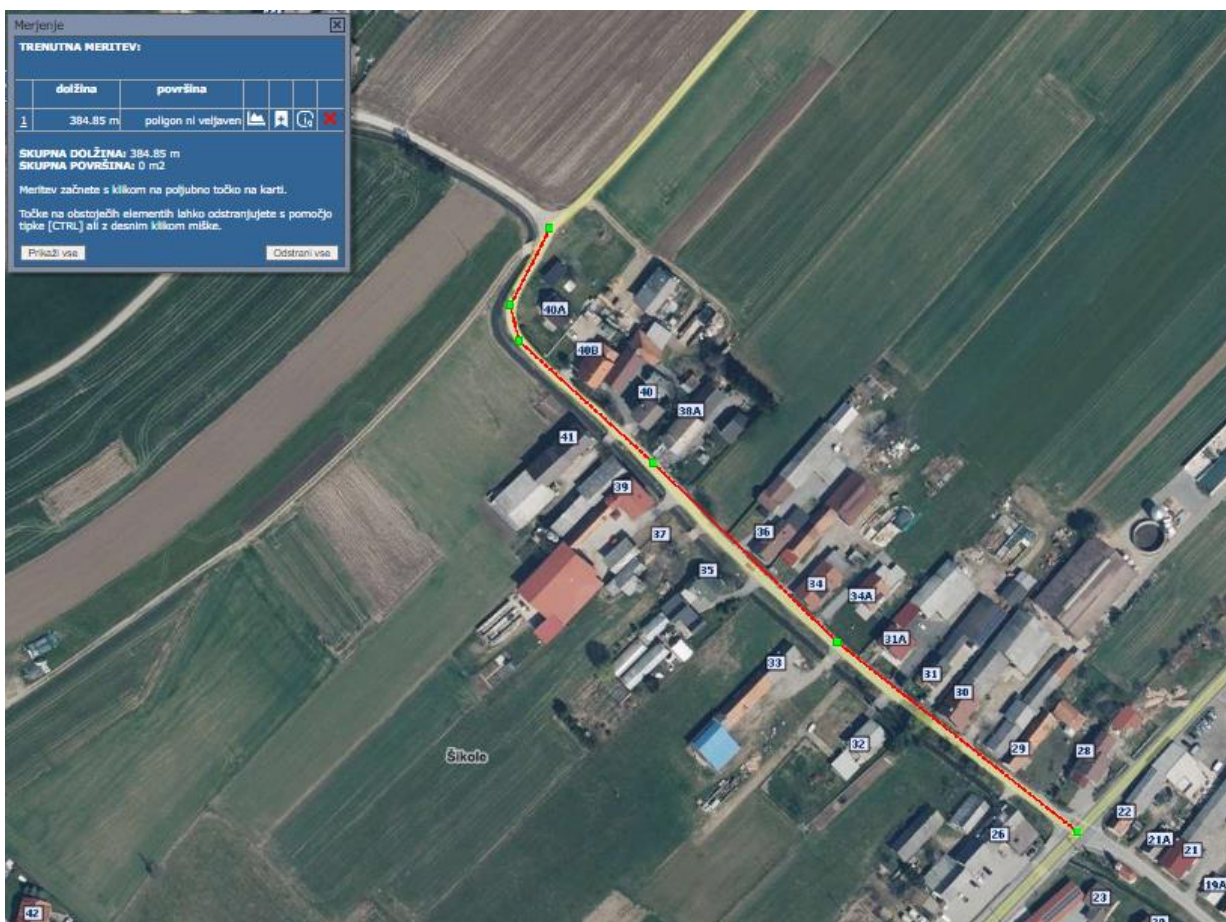 Merjenje
TRENUTNA MERITEV:
dolžina površina
1 384.85 m poligon ni veljaven
SKUPNA DOLŽINA: 384.85 m
SKUPNA POVRŠINA: 0 m2
Meritev začnete s klikom na poljubno točko na karti.
Točke na obstoječih elementih lahko odstranjujete s pomočjo
tipke [CTRL] ali z desnim klikom miške.
Prikaži vse Odstrani vse
40A
40B
40
38A
41
39
37
36
35
34
34A
31A
33
31
30
32
29
28
Šikole
22
26
21A
21
19A
23
42